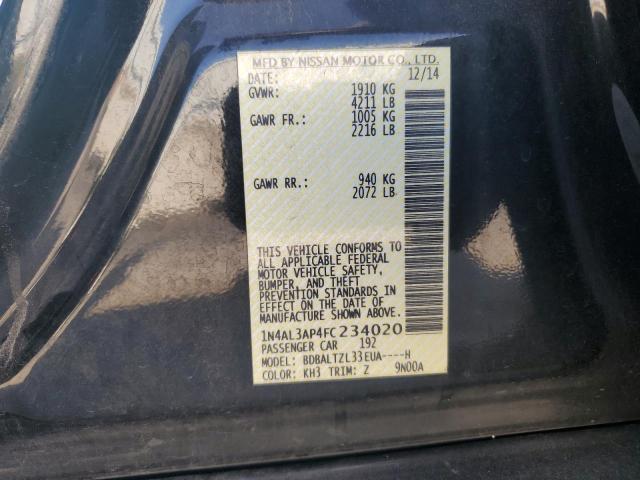 MFD BY NISSAN MOTOR CO., LTD.
DATE: 12/14
GVWR: 1910 KG
4211 LB
GAWR FR.: 1005 KG
2216 LB
GAWR RR.: 940 KG
2072 LB
THIS VEHICLE CONFORMS TO
ALL APPLICABLE FEDERAL
MOTOR VEHICLE SAFETY,
BUMPER, AND THEFT
PREVENTION STANDARDS IN
EFFECT ON THE DATE OF
MANUFACTURE SHOWN ABOVE.
1N4AL3AP4FC234020
PASSENGER CAR 192
MODEL: BDBALTZL33EUA----H
COLOR: KH3 TRIM: Z 9N00A